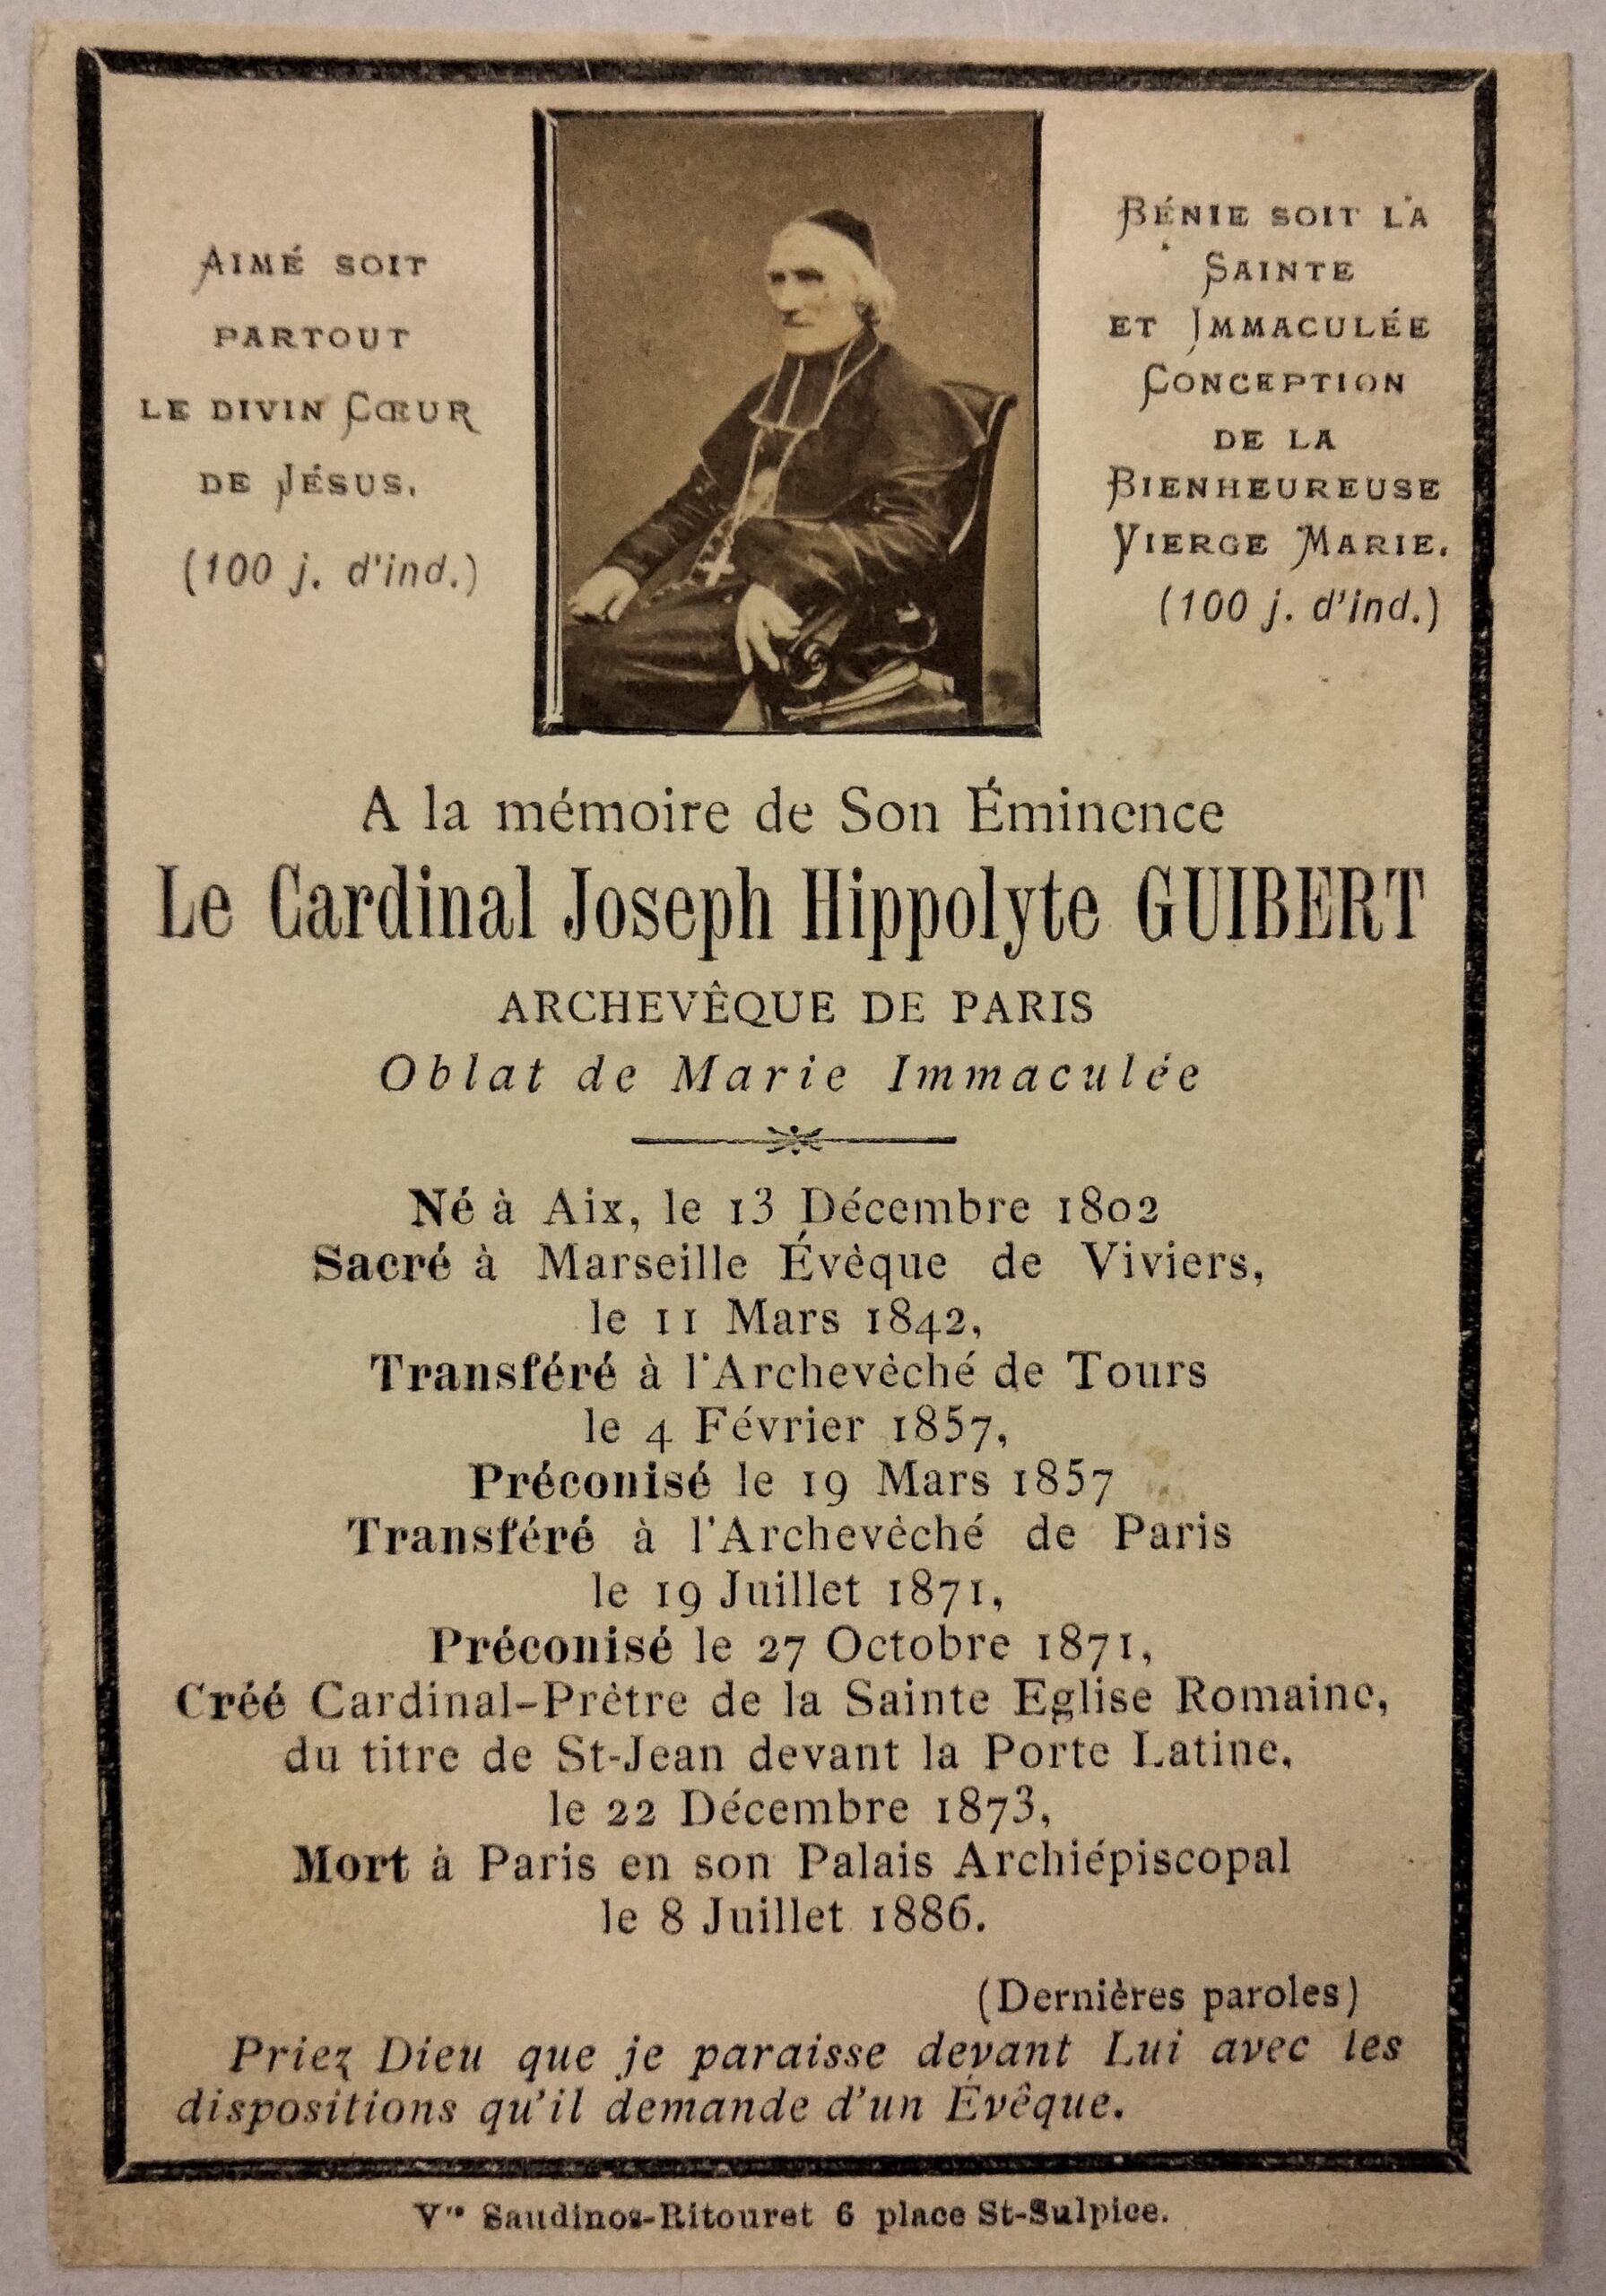 AIMÉ SOIT
PARTOUT
LE DIVIN CŒUR
DE JÉSUS.
(100 j. d'ind.)
BÉNIE SOIT LA
SAINTE
ET IMMACULÉE
CONCEPTION
DE LA
BIENHEUREUSE
VIERGE MARIE.
(100 j. d'ind.)
A la mémoire de Son Éminence
Le Cardinal Joseph Hippolyte GUIBERT
ARCHEVÊQUE DE PARIS
Oblat de Marie Immaculée
Né à Aix, le 13 Décembre 1802
Sacré à Marseille Évêque de Viviers,
le 11 Mars 1842,
Transféré à l'Archevêché de Tours
le 4 Février 1857,
Préconisé le 19 Mars 1857
Transféré à l'Archevêché de Paris
le 19 Juillet 1871,
Préconisé le 27 Octobre 1871,
Créé Cardinal-Prêtre de la Sainte Eglise Romaine,
du titre de St-Jean devant la Porte Latine,
le 22 Décembre 1873,
Mort à Paris en son Palais Archiépiscopal
le 8 Juillet 1886.
(Dernières paroles)
Priez Dieu que je paraisse devant Lui avec les
dispositions qu'il demande d'un Évêque.
Vve Saudinos-Ritouret 6 place St-Sulpice.